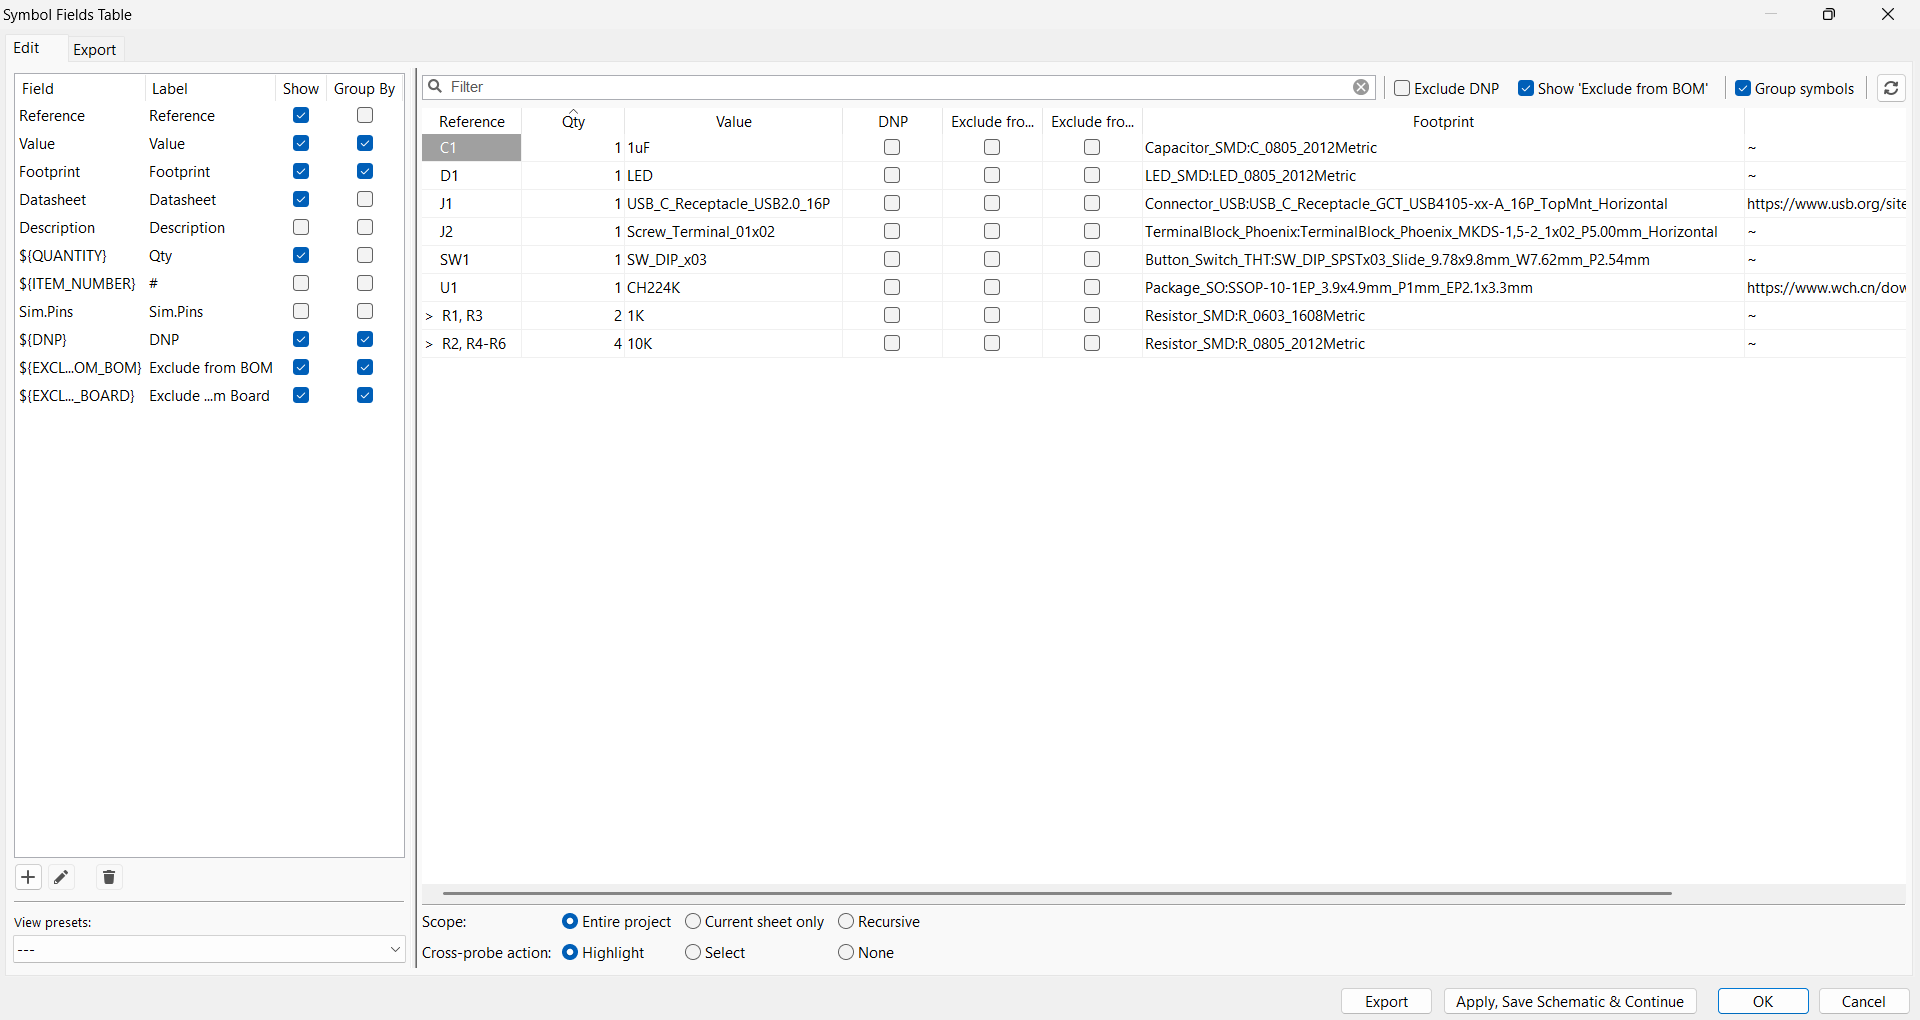 Symbol Fields Table
Edit Export
Field Label Show Group By
Reference Reference
Value Value
Footprint Footprint
Datasheet Datasheet
Description Description
${QUANTITY} Qty
${ITEM_NUMBER} #
Sim.Pins Sim.Pins
${DNP} DNP
${EXCL...OM_BOM} Exclude from BOM
${EXCL..._BOARD} Exclude ...m Board
View presets:
---
Filter Exclude DNP Show 'Exclude from BOM' Group symbols
Reference Qty Value DNP Exclude fro... Exclude fro... Footprint
C1 1 1uF Capacitor_SMD:C_0805_2012Metric ~
D1 1 LED LED_SMD:LED_0805_2012Metric ~
J1 1 USB_C_Receptacle_USB2.0_16P Connector_USB:USB_C_Receptacle_GCT_USB4105-xx-A_16P_TopMnt_Horizontal https://www.usb.org/site
J2 1 Screw_Terminal_01x02 TerminalBlock_Phoenix:TerminalBlock_Phoenix_MKDS-1,5-2_1x02_P5.00mm_Horizontal ~
SW1 1 SW_DIP_x03 Button_Switch_THT:SW_DIP_SPSTx03_Slide_9.78x9.8mm_W7.62mm_P2.54mm ~
U1 1 CH224K Package_SO:SSOP-10-1EP_3.9x4.9mm_P1mm_EP2.1x3.3mm https://www.wch.cn/dow
> R1, R3 2 1K Resistor_SMD:R_0603_1608Metric ~
> R2, R4-R6 4 10K Resistor_SMD:R_0805_2012Metric ~
Scope: Entire project Current sheet only Recursive
Cross-probe action: Highlight Select None
Export Apply, Save Schematic & Continue OK Cancel